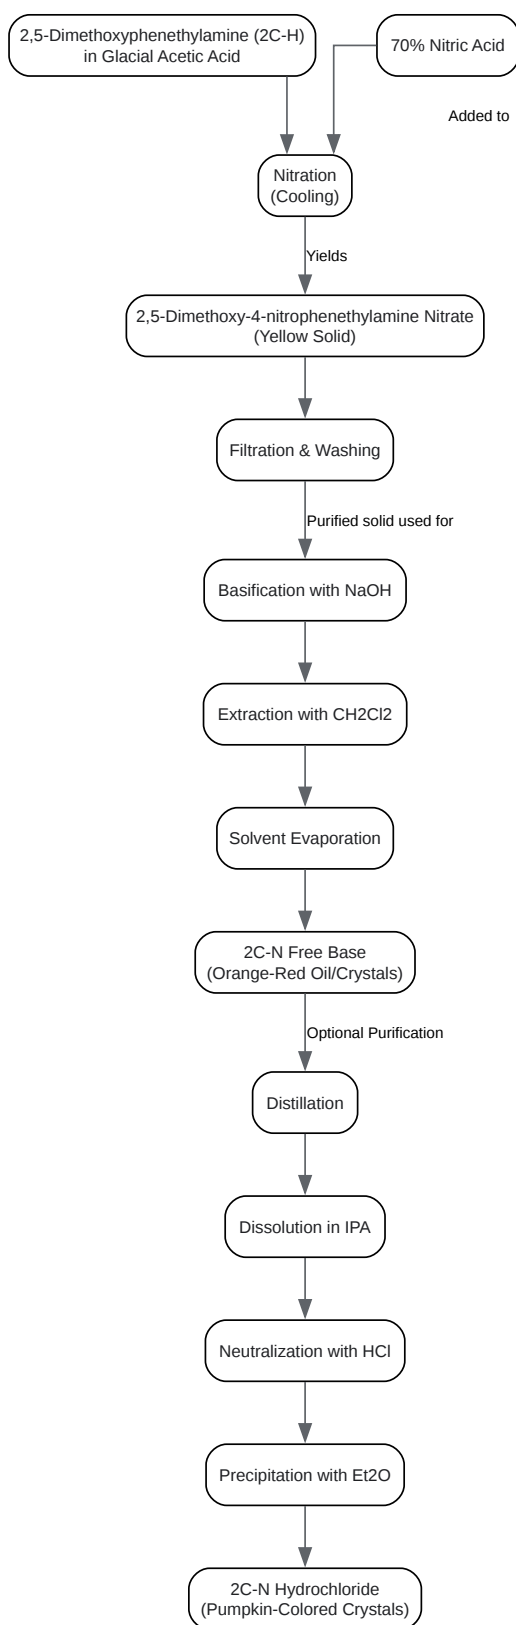 2,5-Dimethoxyphenethylamine (2C-H)
in Glacial Acetic Acid
70% Nitric Acid
Added to
Nitration
(Cooling)
Yields
2,5-Dimethoxy-4-nitrophenethylamine Nitrate
(Yellow Solid)
Filtration & Washing
Purified solid used for
Basification with NaOH
Extraction with CH2Cl2
Solvent Evaporation
2C-N Free Base
(Orange-Red Oil/Crystals)
Optional Purification
Distillation
Dissolution in IPA
Neutralization with HCl
Precipitation with Et2O
2C-N Hydrochloride
(Pumpkin-Colored Crystals)